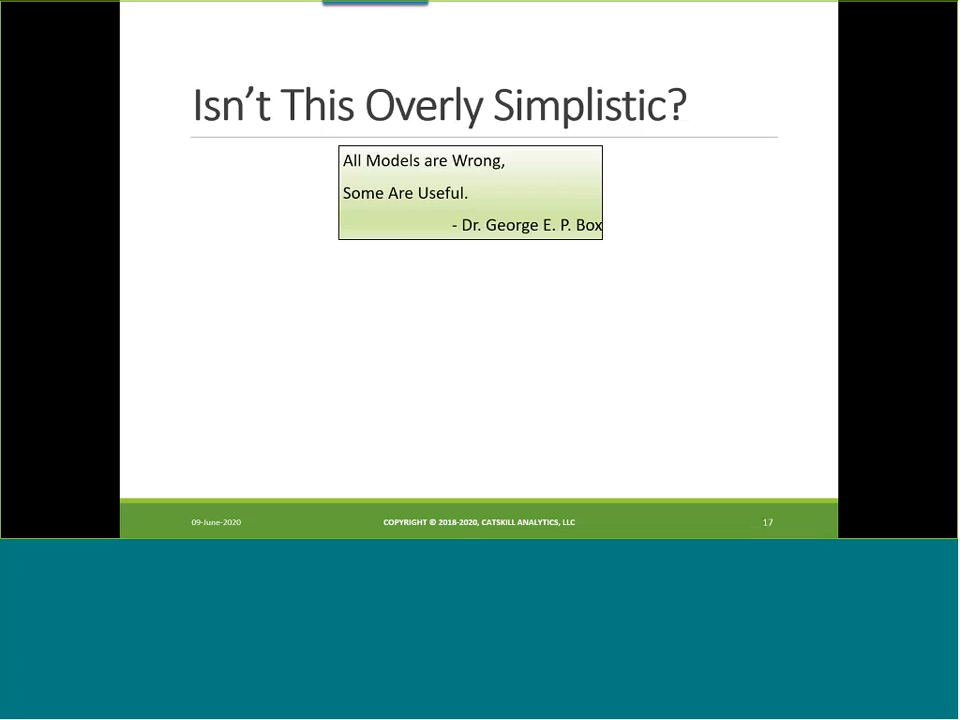 Isn’t This Overly Simplistic?
All Models are Wrong,
Some Are Useful.
- Dr. George E. P. Box
09-June-2020
COPYRIGHT © 2018-2020, CATSKILL ANALYTICS, LLC
17